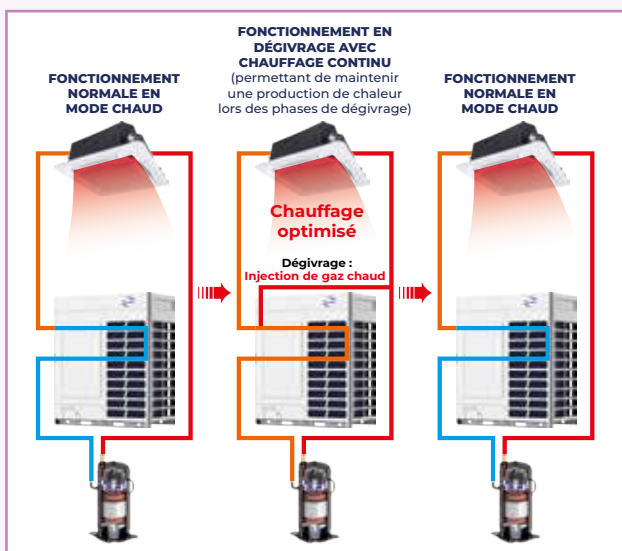 FONCTIONNEMENT
NORMALE EN
MODE CHAUD
FONCTIONNEMENT EN
DÉGIVRAGE AVEC
CHAUFFAGE CONTINU
(permettant de maintenir
une production de chaleur
lors des phases de dégivrage)
FONCTIONNEMENT
NORMALE EN
MODE CHAUD
Chauffage
optimisé
Dégivrage :
Injection de gaz chaud